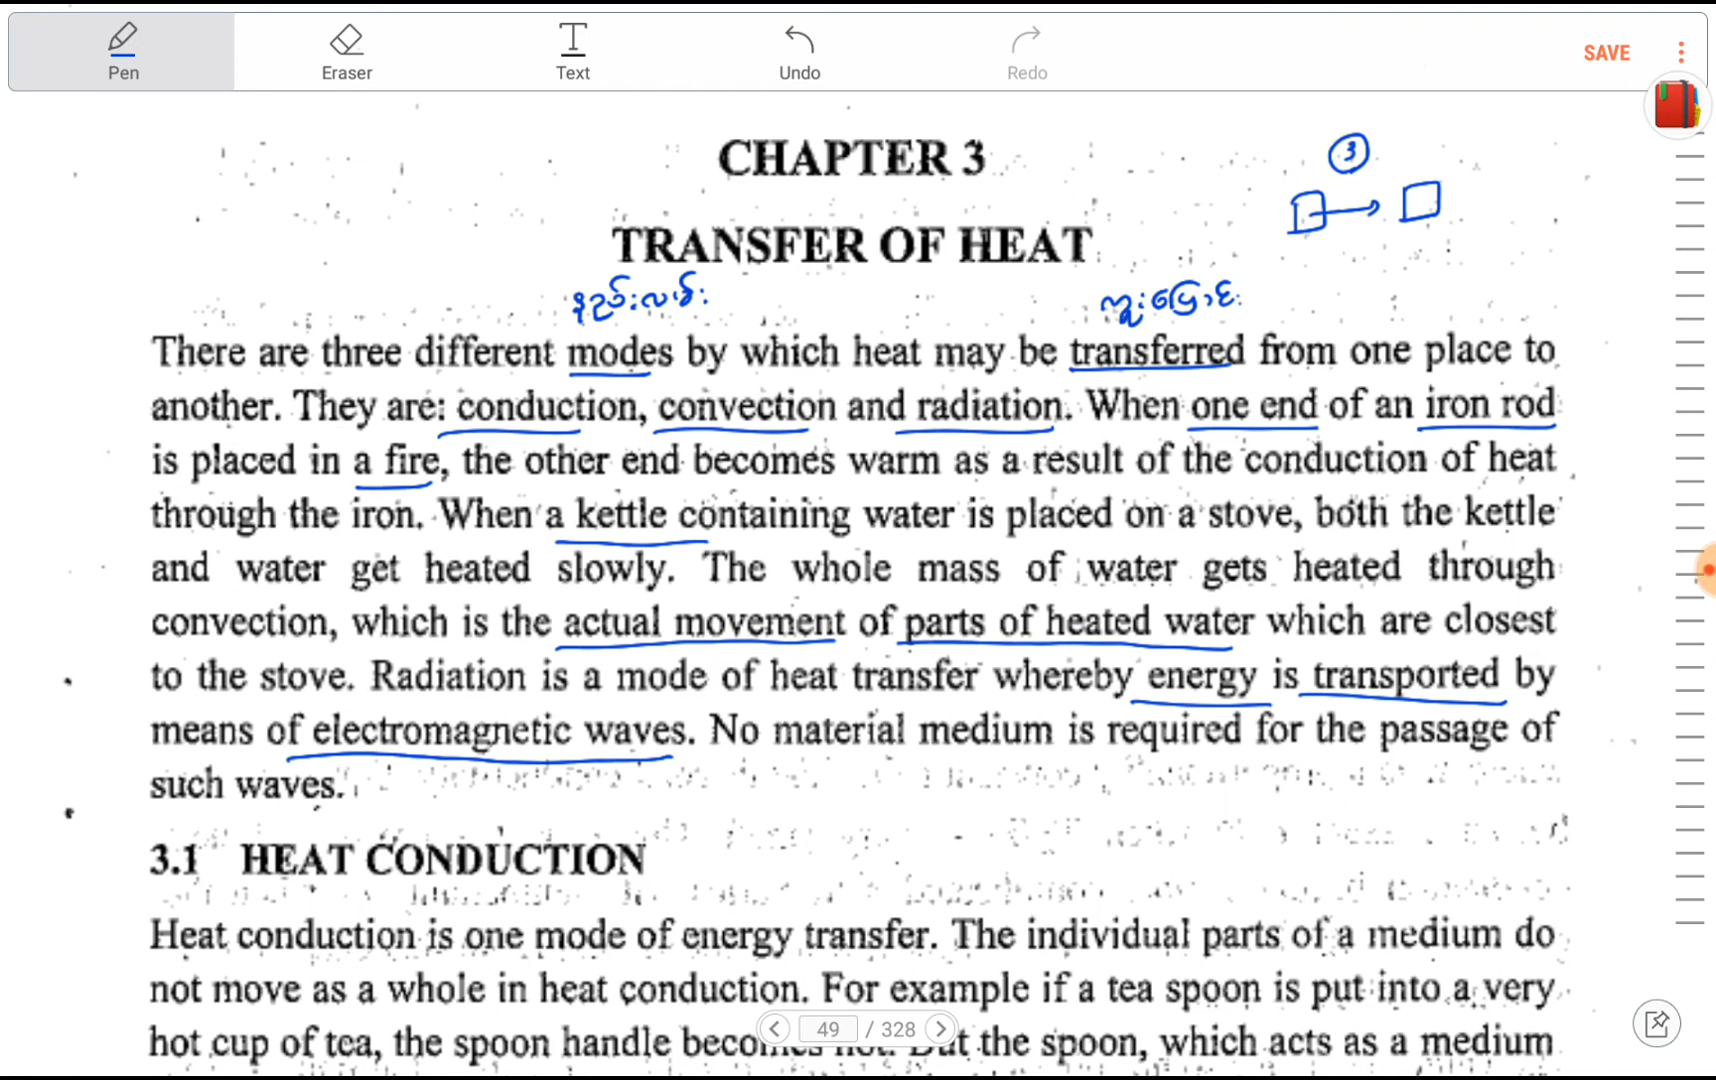 Pen
Eraser
Text
Undo
Redo
SAVE
CHAPTER 3
3
TRANSFER OF HEAT
နည်းလမ်း
ကူးပြောင်း
There are three different modes by which heat may be transferred from one place to
another. They are: conduction, convection and radiation. When one end of an iron rod
is placed in a fire, the other end becomes warm as a result of the conduction of heat
through the iron. When a kettle containing water is placed on a stove, both the kettle
and water get heated slowly. The whole mass of water gets heated through
convection, which is the actual movement of parts of heated water which are closest
to the stove. Radiation is a mode of heat transfer whereby energy is transported by
means of electromagnetic waves. No material medium is required for the passage of
such waves.
3.1 HEAT CONDUCTION
Heat conduction is one mode of energy transfer. The individual parts of a medium do
not move as a whole in heat conduction. For example if a tea spoon is put into a very
hot cup of tea, the spoon handle becomes hot. But the spoon, which acts as a medium
49 / 328